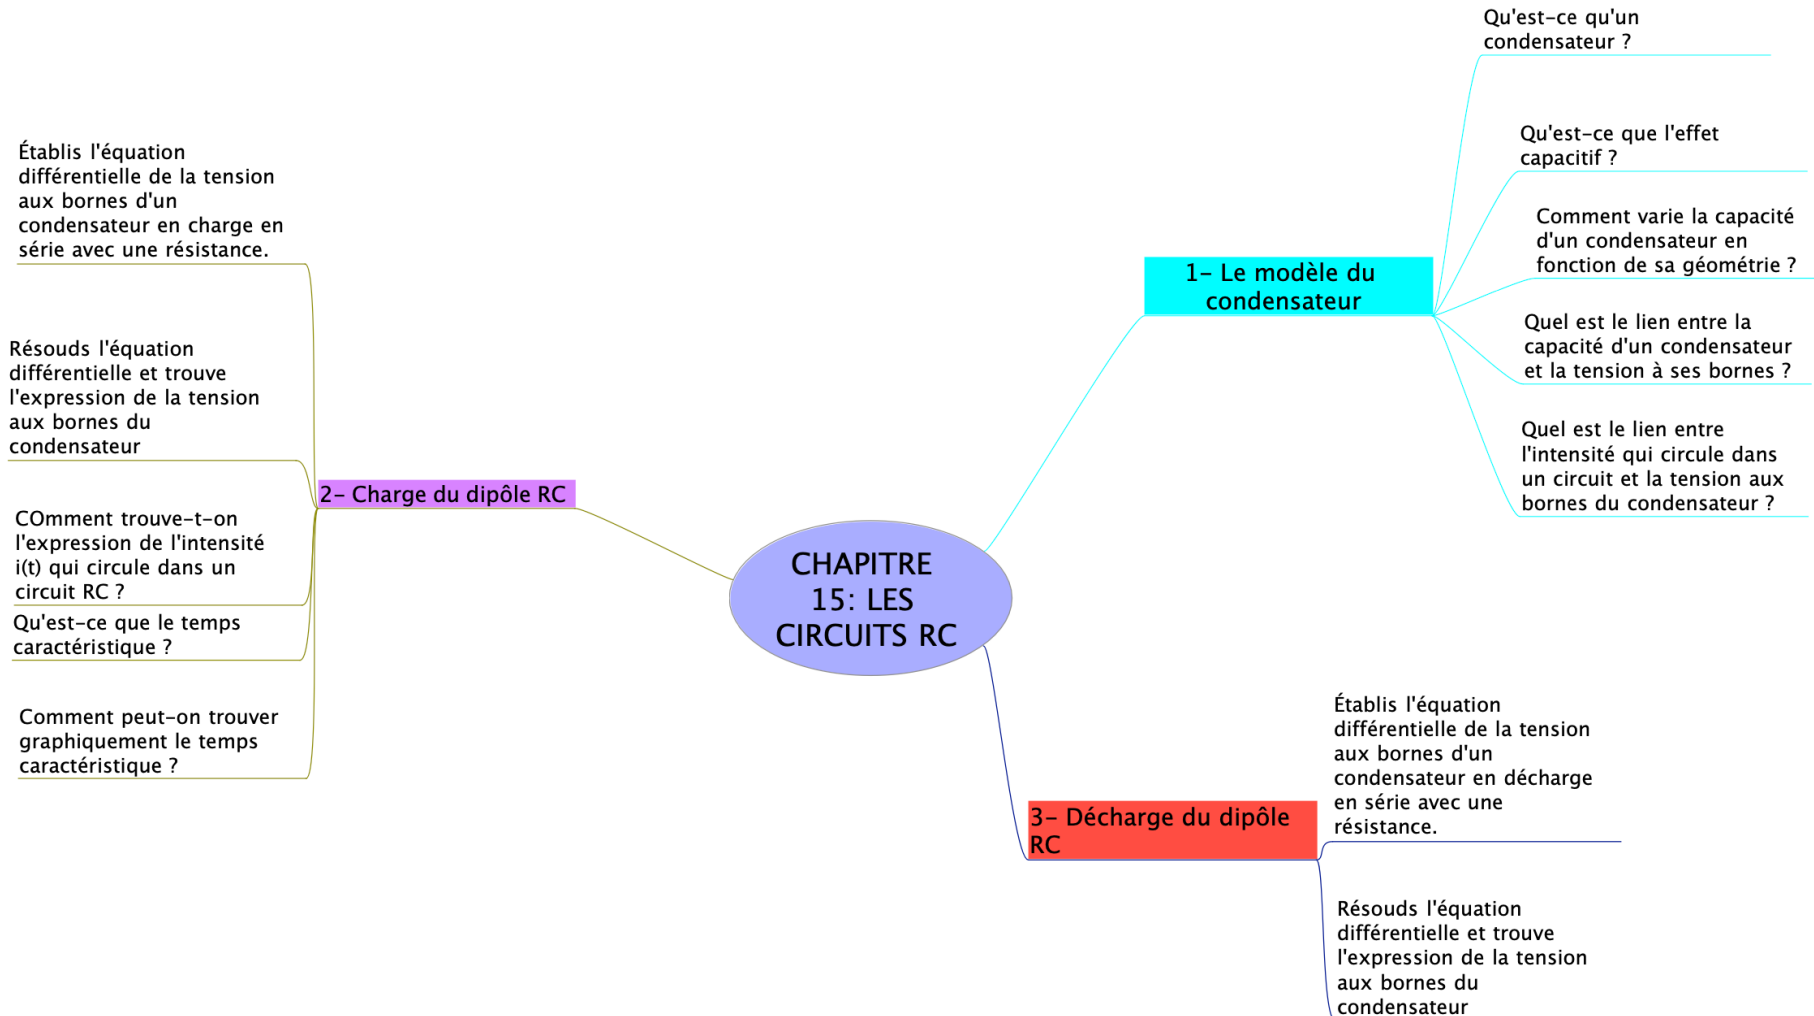 CHAPITRE
15: LES
CIRCUITS RC
1- Le modèle du
condensateur
Qu'est-ce qu'un
condensateur ?
Qu'est-ce que l'effet
capacitif ?
Comment varie la capacité
d'un condensateur en
fonction de sa géométrie ?
Quel est le lien entre la
capacité d'un condensateur
et la tension à ses bornes ?
Quel est le lien entre
l'intensité qui circule dans
un circuit et la tension aux
bornes du condensateur ?
2- Charge du dipôle RC
Établis l'équation
différentielle de la tension
aux bornes d'un
condensateur en charge en
série avec une résistance.
Résouds l'équation
différentielle et trouve
l'expression de la tension
aux bornes du
condensateur
COmment trouve-t-on
l'expression de l'intensité
i(t) qui circule dans un
circuit RC ?
Qu'est-ce que le temps
caractéristique ?
Comment peut-on trouver
graphiquement le temps
caractéristique ?
3- Décharge du dipôle
RC
Établis l'équation
différentielle de la tension
aux bornes d'un
condensateur en décharge
en série avec une
résistance.
Résouds l'équation
différentielle et trouve
l'expression de la tension
aux bornes du
condensateur